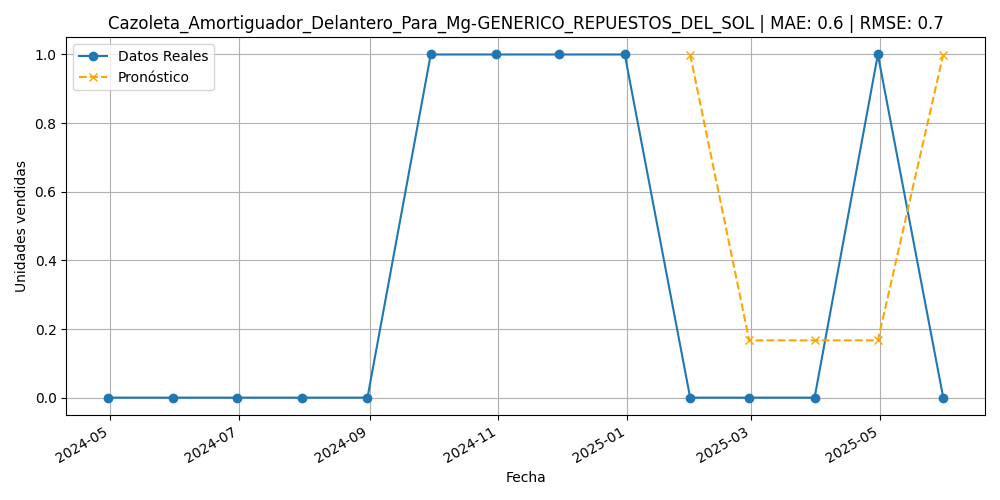 Cazoleta_Amortiguador_Delantero_Para_Mg-GENERICO_REPUESTOS_DEL_SOL | MAE: 0.6 | RMSE: 0.7
Datos Reales
Pronóstico
Unidades vendidas
1.0
0.8
0.6
0.4
0.2
0.0
2024-05
2024-07
2024-09
2024-11
2025-01
2025-03
2025-05
Fecha